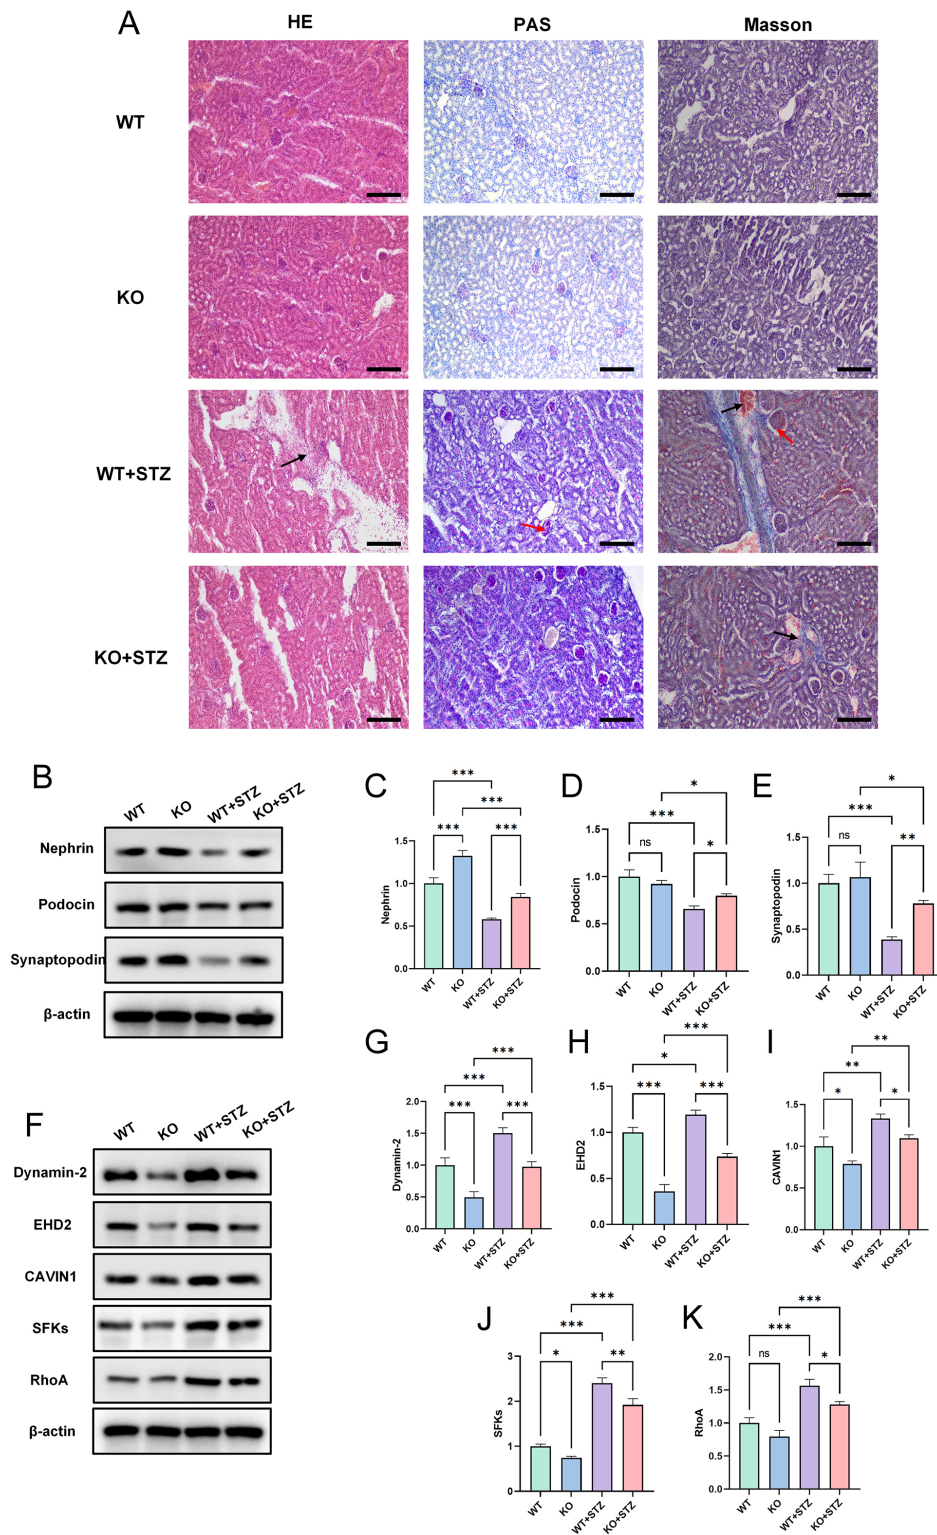 A
HE PAS Masson
WT
KO
WT+STZ
KO+STZ
B
WT KO WT+STZ KO+STZ
Nephrin
Podocin
Synaptopodin
β-actin
C
*** *** *** ***
Nephrin
1.5
1.0
0.5
0.0
WT KO WT+STZ KO+STZ
D
* *** ns *
Podocin
1.5
1.0
0.5
0.0
WT KO WT+STZ KO+STZ
E
* *** ns **
Synaptopodin
1.5
1.0
0.5
0.0
WT KO WT+STZ KO+STZ
F
WT KO WT+STZ KO+STZ
Dynamin-2
EHD2
CAVIN1
SFKs
RhoA
β-actin
G
*** *** *** ***
Dynamin-2
2.0
1.5
1.0
0.5
0.0
WT KO WT+STZ KO+STZ
H
*** * *** ***
EHD2
1.5
1.0
0.5
0.0
WT KO WT+STZ KO+STZ
I
** ** * *
CAVIN1
1.5
1.0
0.5
0.0
WT KO WT+STZ KO+STZ
J
*** *** * **
SFKs
3
2
1
0
WT KO WT+STZ KO+STZ
K
*** *** ns *
RhoA
2.0
1.5
1.0
0.5
0.0
WT KO WT+STZ KO+STZ